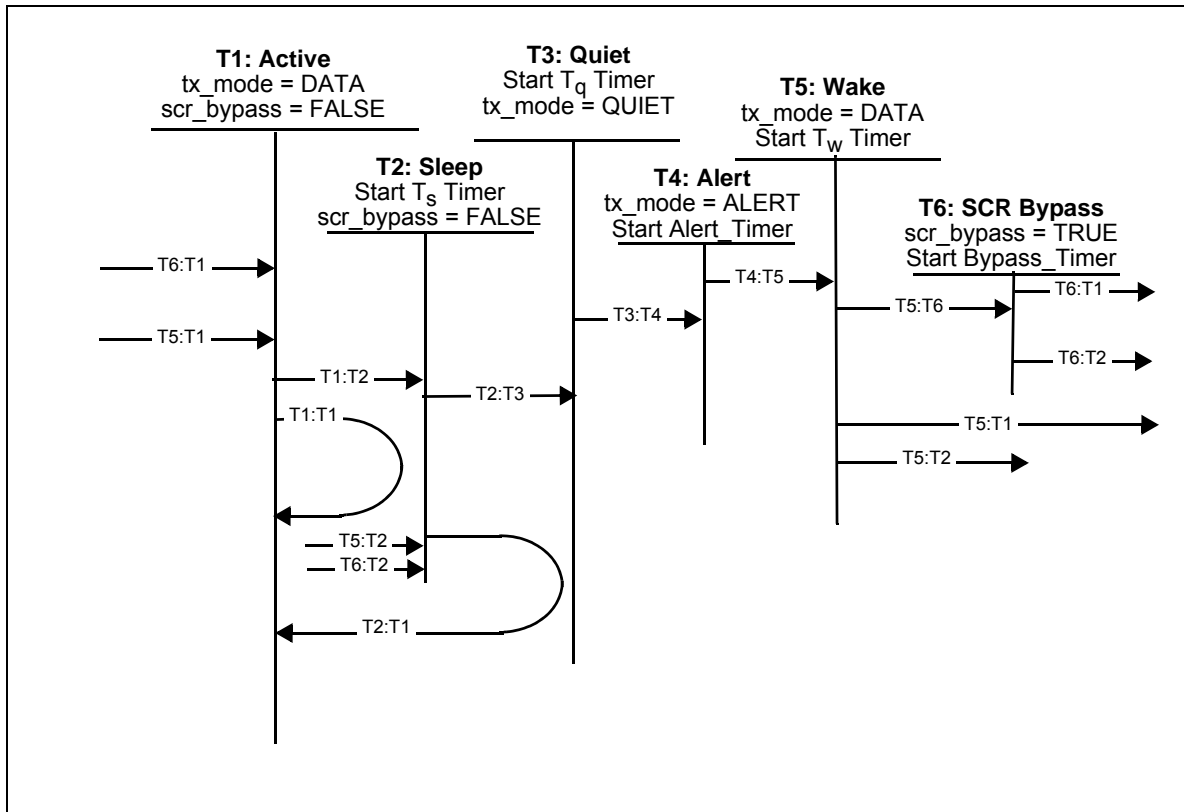 T1: Active
tx_mode = DATA
scr_bypass = FALSE
T3: Quiet
Start Tq Timer
tx_mode = QUIET
T5: Wake
tx_mode = DATA
Start Tw Timer
T2: Sleep
Start Ts Timer
scr_bypass = FALSE
T4: Alert
tx_mode = ALERT
Start Alert_Timer
T6: SCR Bypass
scr_bypass = TRUE
Start Bypass_Timer
T6:T1
T4:T5
T6:T1
T5:T6
T3:T4
T5:T1
T6:T2
T1:T2
T2:T3
T1:T1
T5:T1
T5:T2
T5:T2
T6:T2
T2:T1